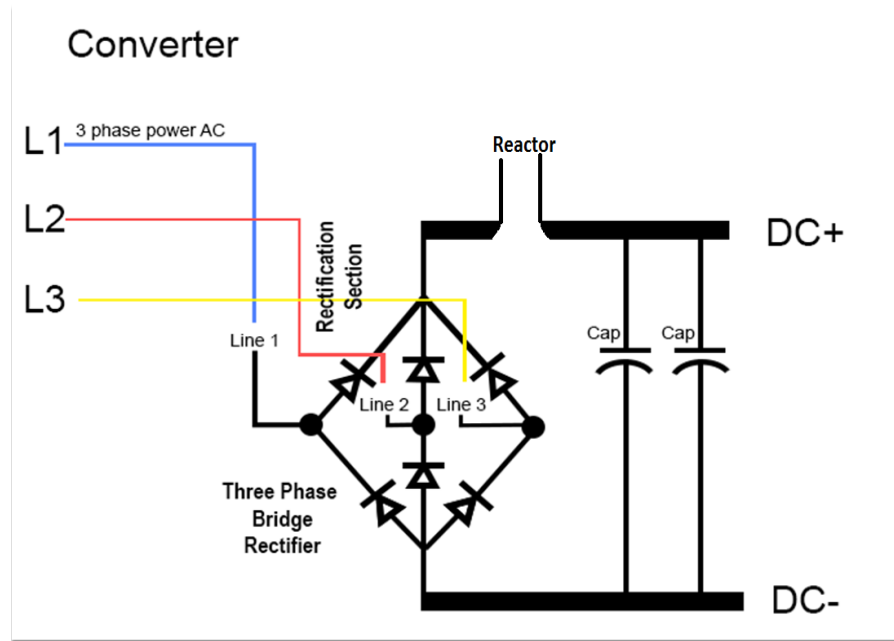 Converter
L1
3 phase power AC
L2
L3
Reactor
DC+
Rectification
Section
Line 1
Line 2
Line 3
Cap
Cap
Three Phase
Bridge
Rectifier
DC-